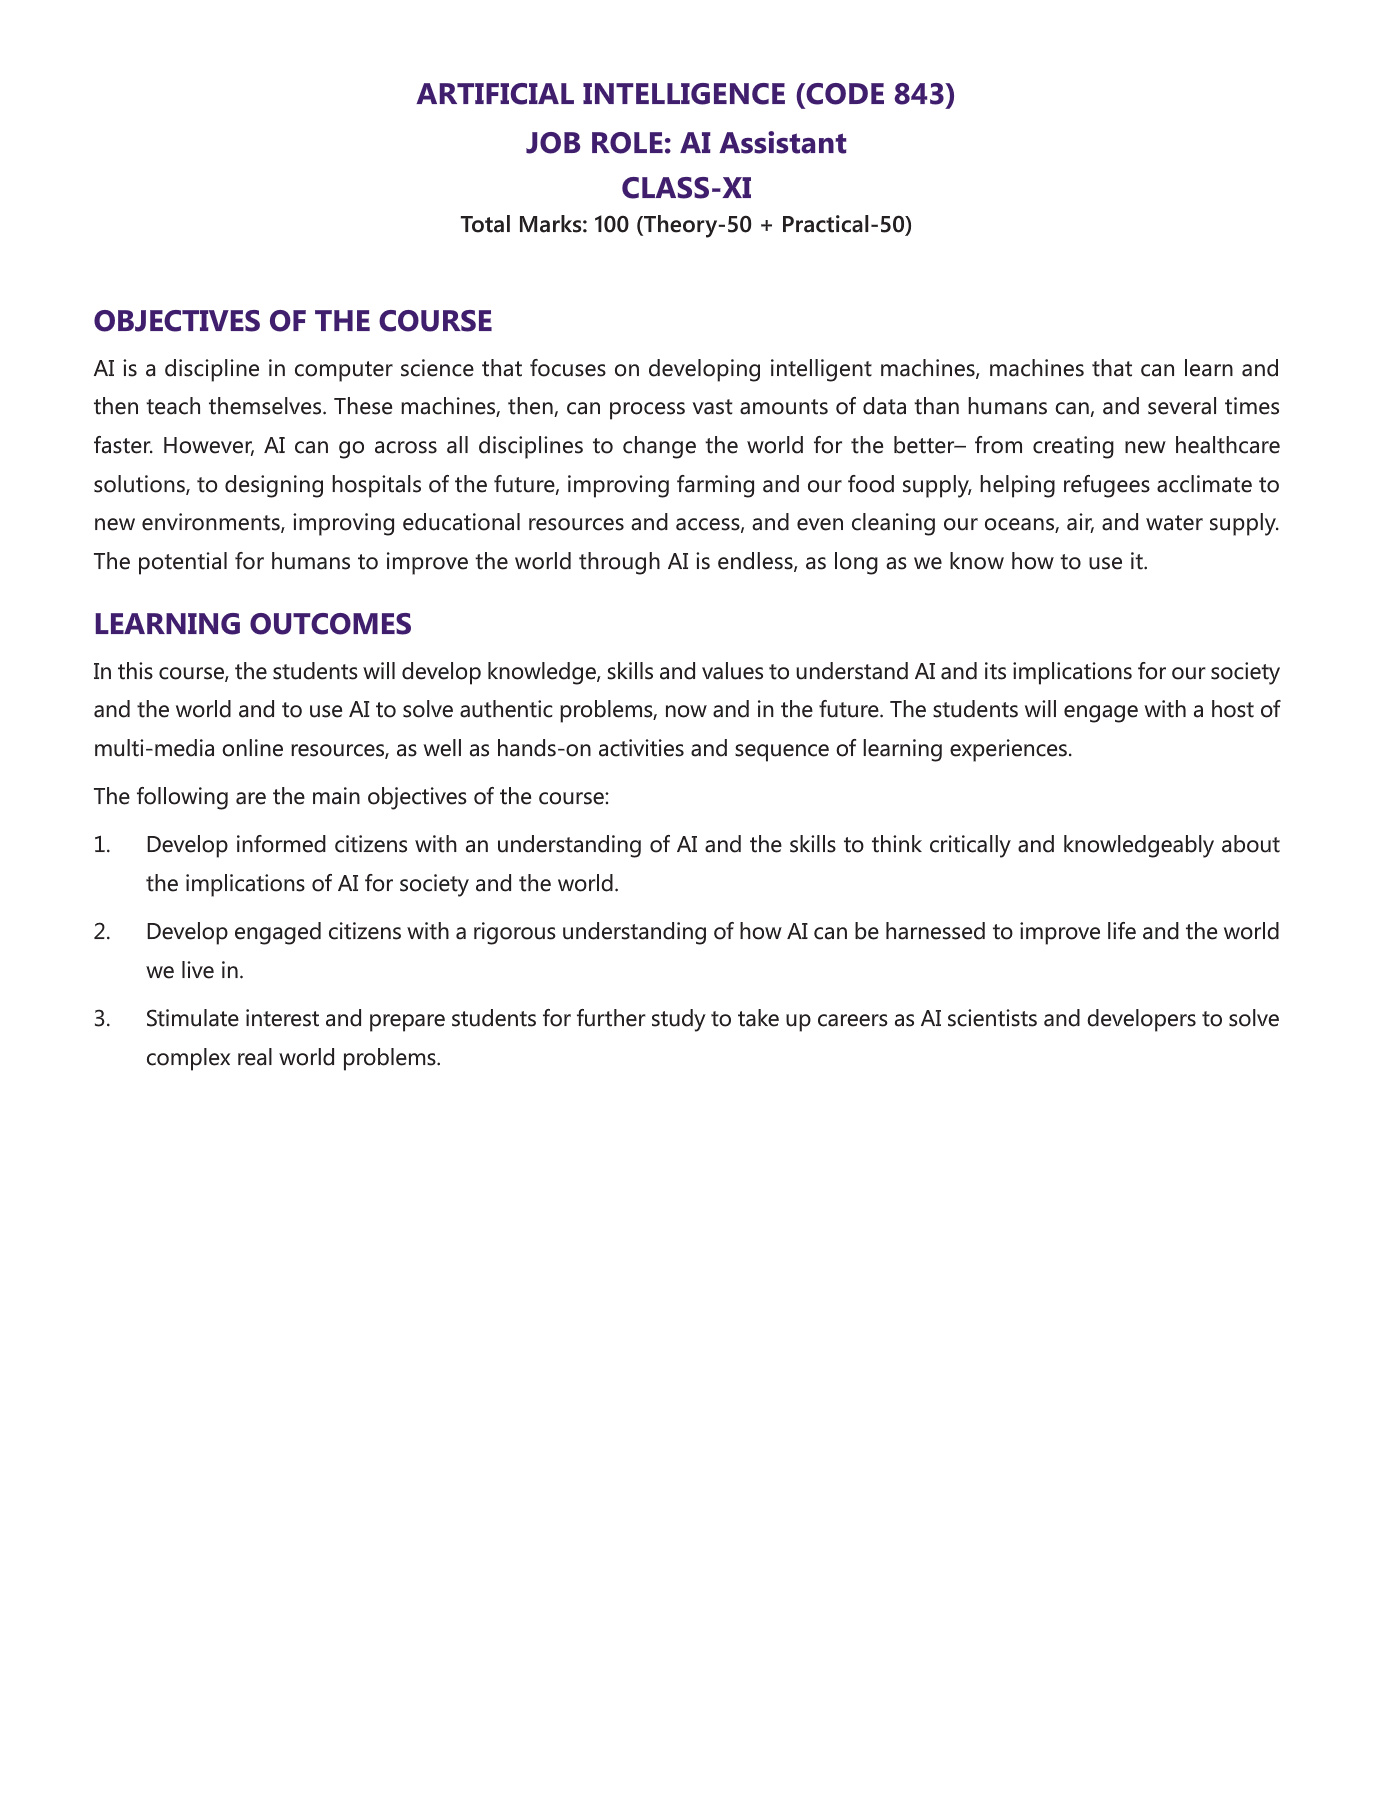 ARTIFICIAL INTELLIGENCE (CODE 843)
JOB ROLE: AI Assistant
CLASS-XI
Total Marks: 100 (Theory-50 + Practical-50)
OBJECTIVES OF THE COURSE
AI is a discipline in computer science that focuses on developing intelligent machines, machines that can learn and
then teach themselves. These machines, then, can process vast amounts of data than humans can, and several times
faster. However, AI can go across all disciplines to change the world for the better– from creating new healthcare
solutions, to designing hospitals of the future, improving farming and our food supply, helping refugees acclimate to
new environments, improving educational resources and access, and even cleaning our oceans, air, and water supply.
The potential for humans to improve the world through AI is endless, as long as we know how to use it.
LEARNING OUTCOMES
In this course, the students will develop knowledge, skills and values to understand AI and its implications for our society
and the world and to use AI to solve authentic problems, now and in the future. The students will engage with a host of
multi-media online resources, as well as hands-on activities and sequence of learning experiences.
The following are the main objectives of the course:
1. Develop informed citizens with an understanding of AI and the skills to think critically and knowledgeably about
the implications of AI for society and the world.
2. Develop engaged citizens with a rigorous understanding of how AI can be harnessed to improve life and the world
we live in.
3. Stimulate interest and prepare students for further study to take up careers as AI scientists and developers to solve
complex real world problems.